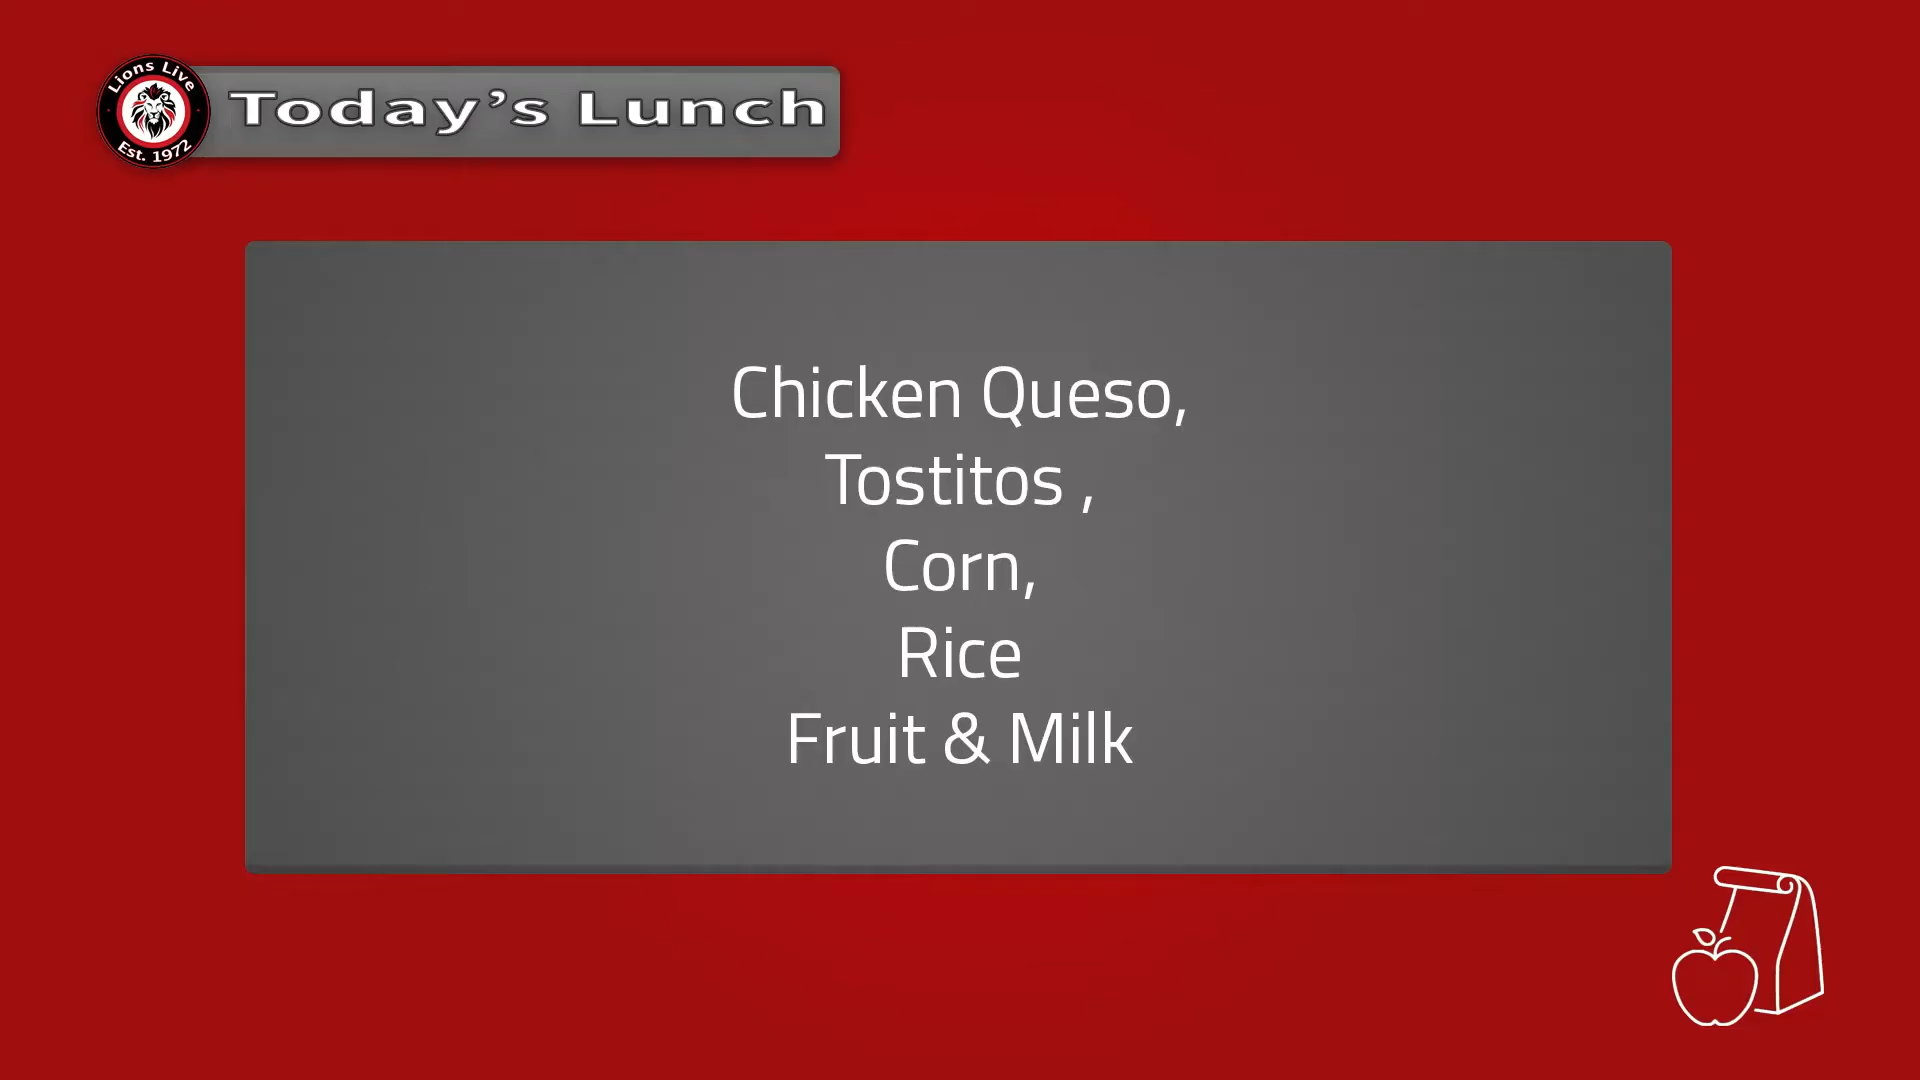 Lions Live
Est. 1972
Today’s Lunch
Chicken Queso,
Tostitos ,
Corn,
Rice
Fruit & Milk